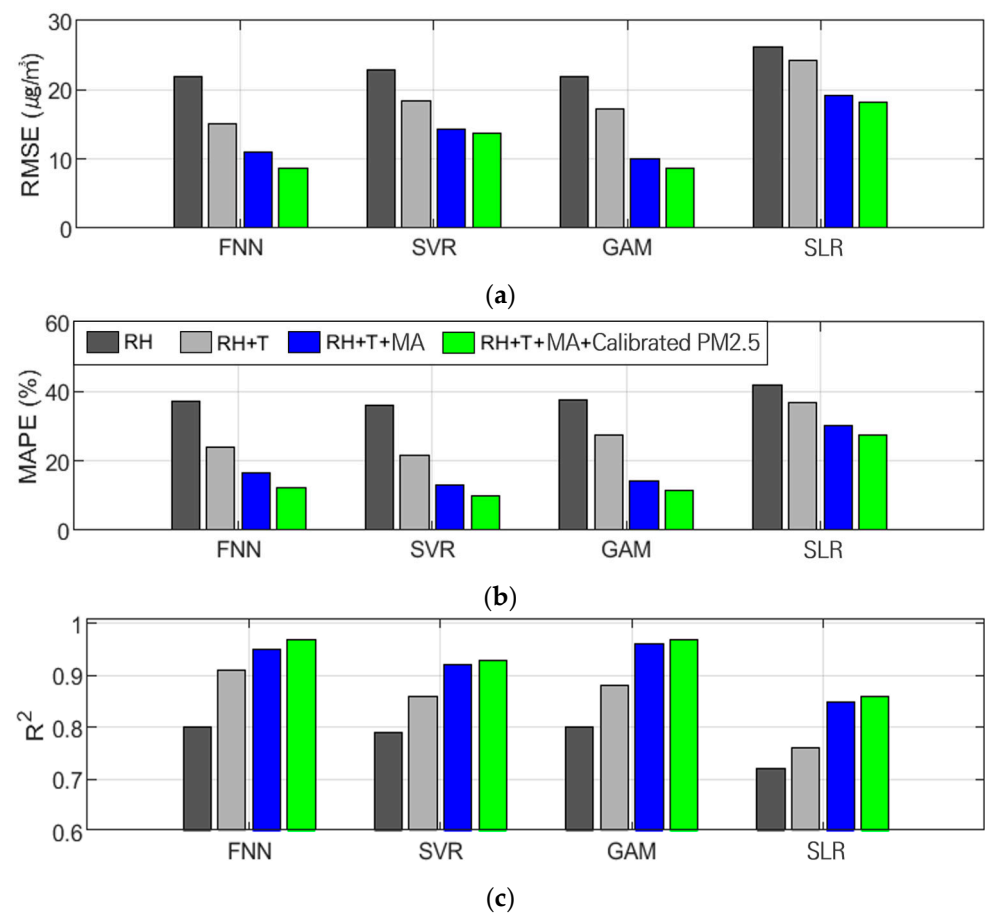 30
20
10
0
RMSE (㎍/㎥)
FNN SVR GAM SLR
(a)
60
40
20
0
MAPE (%)
RH RH+T RH+T+MA RH+T+MA+Calibrated PM2.5
FNN SVR GAM SLR
(b)
1
0.9
0.8
0.7
0.6
R²
FNN SVR GAM SLR
(c)